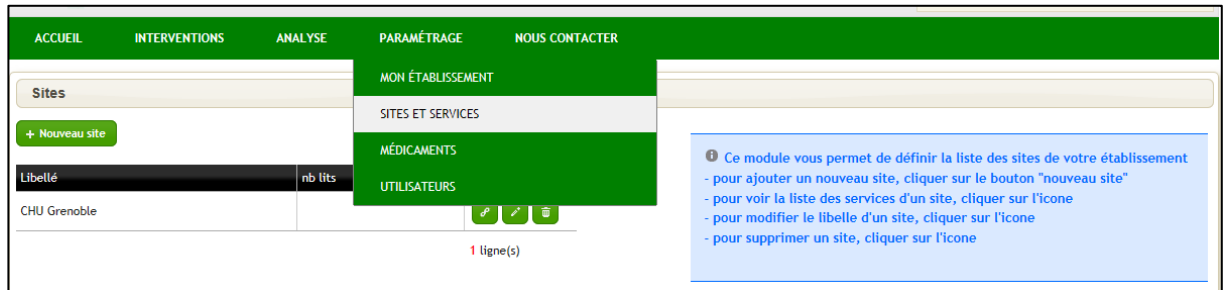 ACCUEIL INTERVENTIONS ANALYSE PARAMÉTRAGE NOUS CONTACTER
MON ÉTABLISSEMENT
SITES ET SERVICES
MÉDICAMENTS
UTILISATEURS
Sites
+ Nouveau site
Libellé nb lits
CHU Grenoble
1 ligne(s)
Ce module vous permet de définir la liste des sites de votre établissement
- pour ajouter un nouveau site, cliquer sur le bouton "nouveau site"
- pour voir la liste des services d'un site, cliquer sur l'icone
- pour modifier le libelle d'un site, cliquer sur l'icone
- pour supprimer un site, cliquer sur l'icone